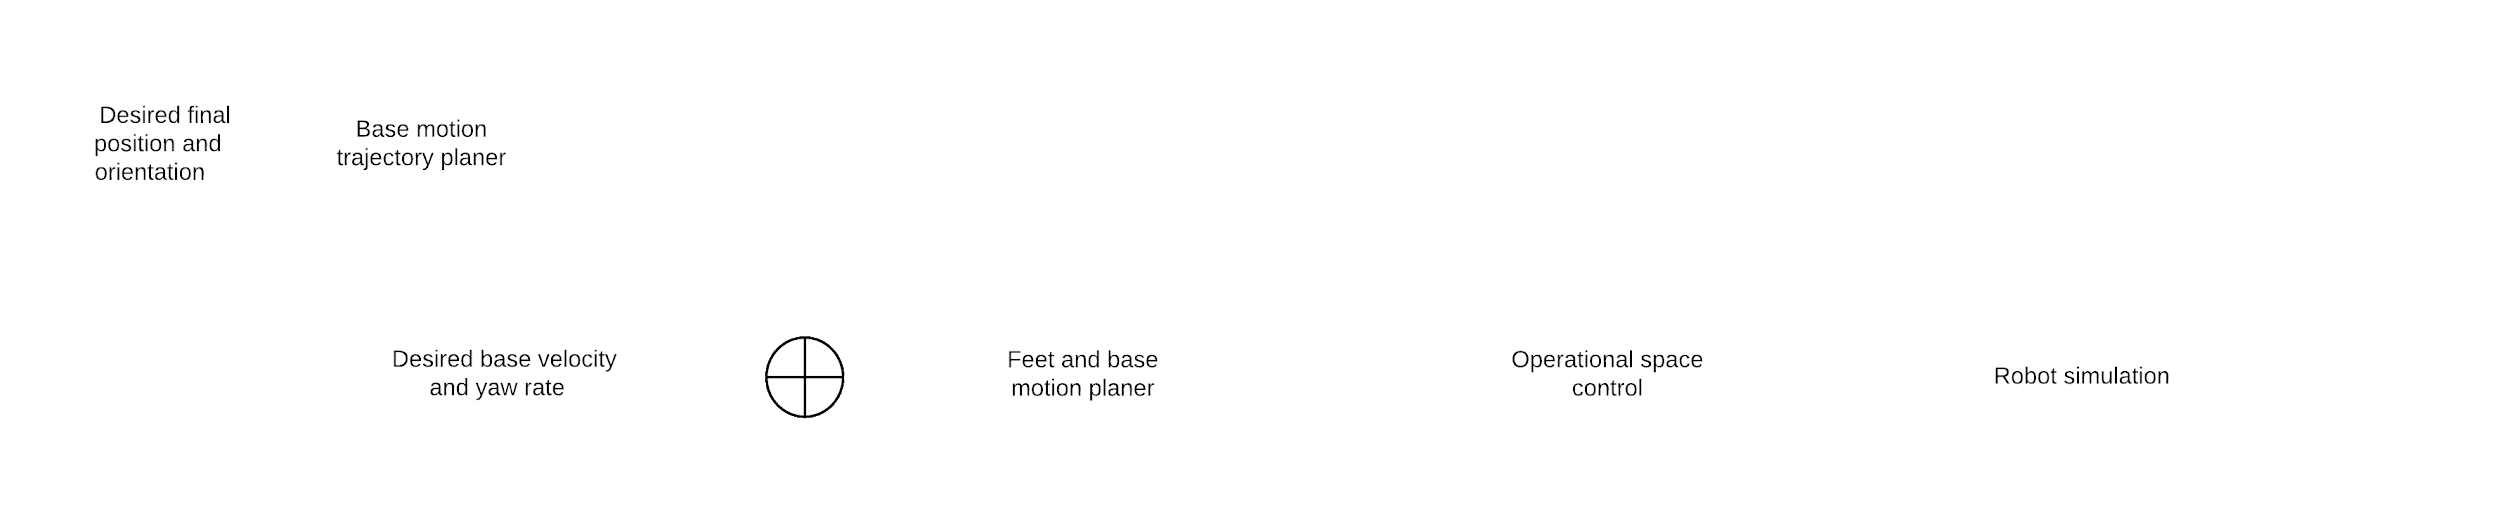 Desired final
position and
orientation
Base motion
trajectory planer
Desired base velocity
and yaw rate
Feet and base
motion planer
Operational space
control
Robot simulation